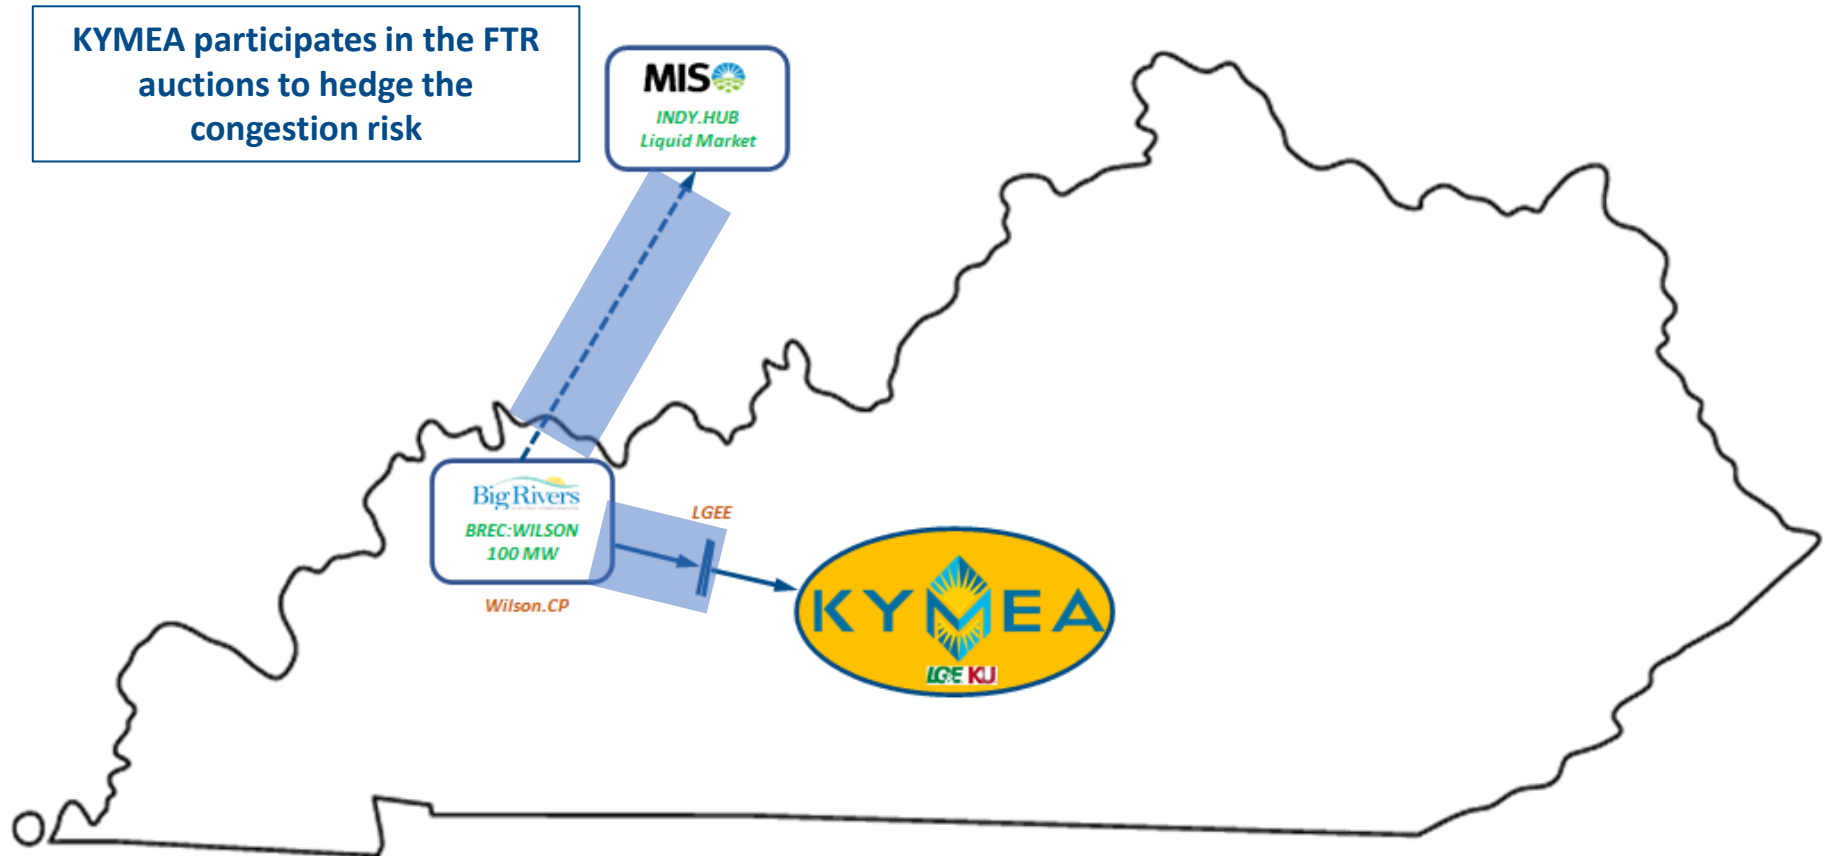 KYMEA participates in the FTR
auctions to hedge the
congestion risk
MISO
INDY.HUB
Liquid Market
Big Rivers
BREC:WILSON
100 MW
Wilson.CP
LGEE
KYMEA
LG&E KU